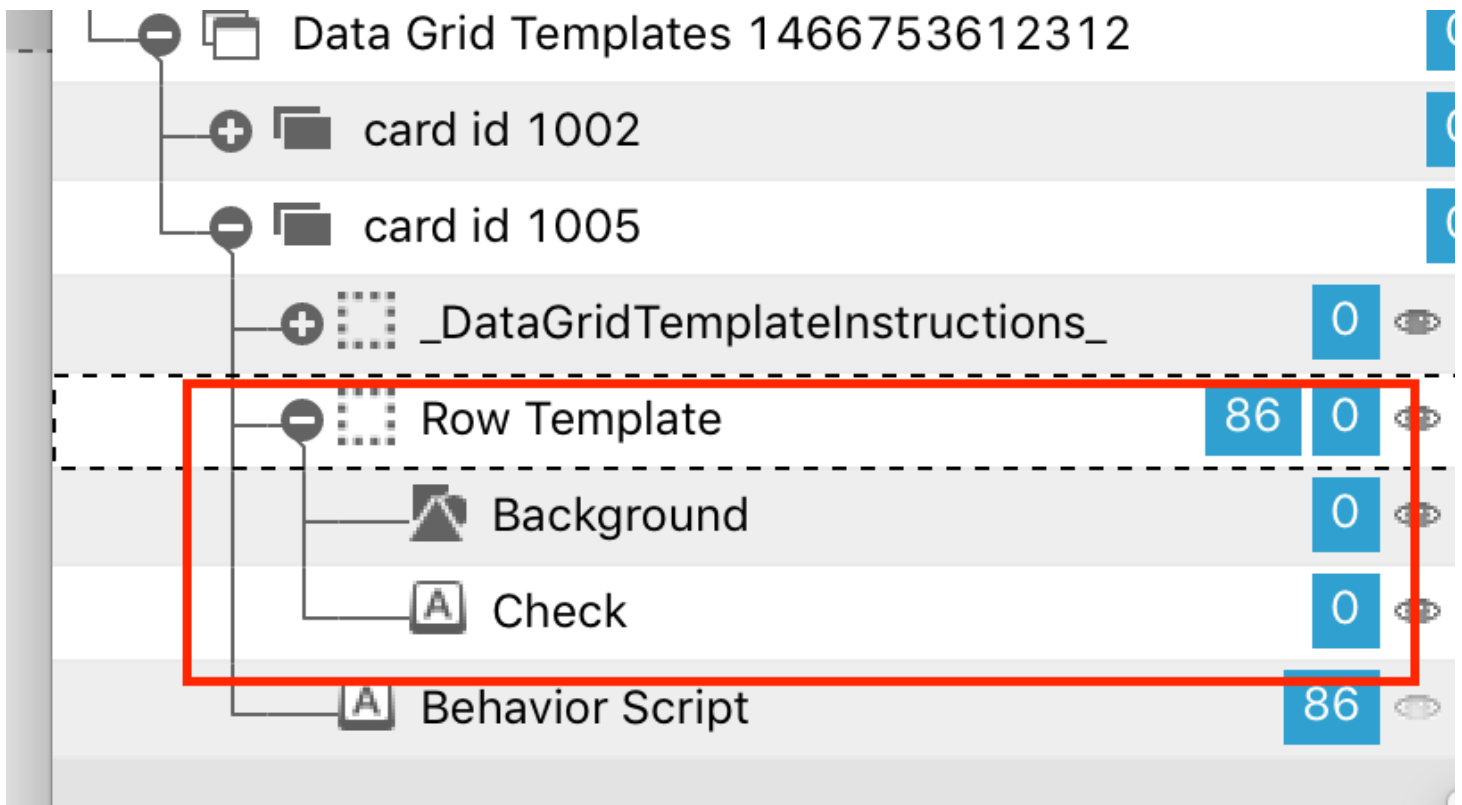 Data Grid Templates 1466753612312
card id 1002
card id 1005
_DataGridTemplateInstructions_ 0
Row Template 86 0
Background 0
A Check 0
A Behavior Script 86